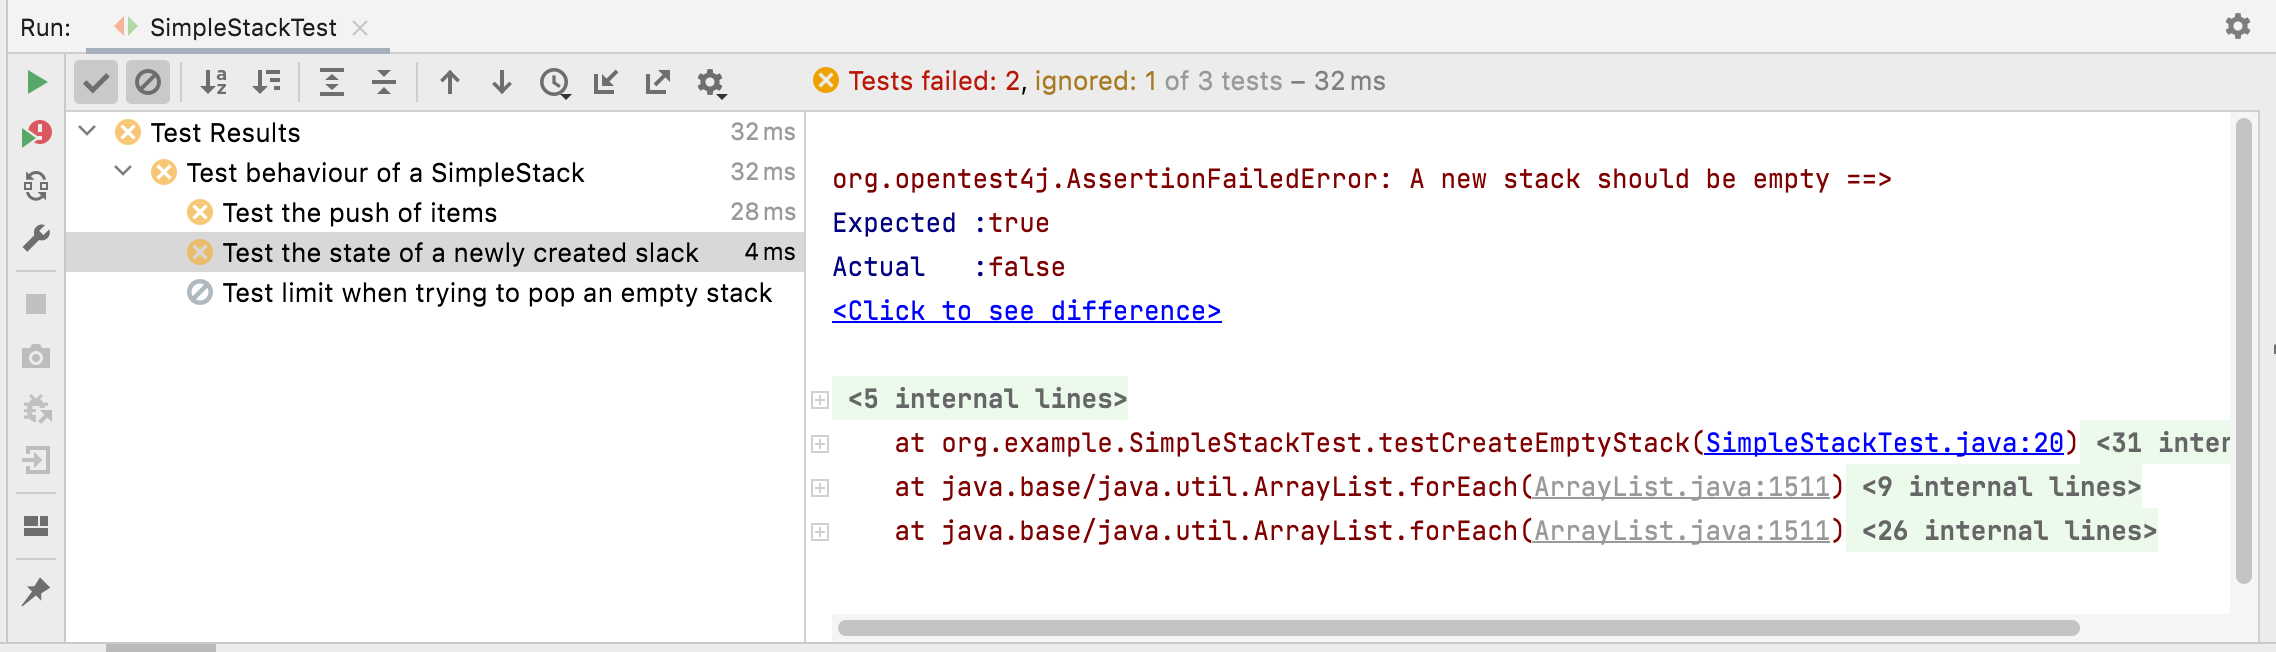 Run: SimpleStackTest
Tests failed: 2, ignored: 1 of 3 tests – 32 ms
Test Results 32 ms
Test behaviour of a SimpleStack 32 ms
Test the push of items 28 ms
Test the state of a newly created slack 4 ms
Test limit when trying to pop an empty stack
org.opentest4j.AssertionFailedError: A new stack should be empty ==>
Expected :true
Actual   :false
<Click to see difference>
<5 internal lines>
at org.example.SimpleStackTest.testCreateEmptyStack(SimpleStackTest.java:20) <31 inter
at java.base/java.util.ArrayList.forEach(ArrayList.java:1511) <9 internal lines>
at java.base/java.util.ArrayList.forEach(ArrayList.java:1511) <26 internal lines>